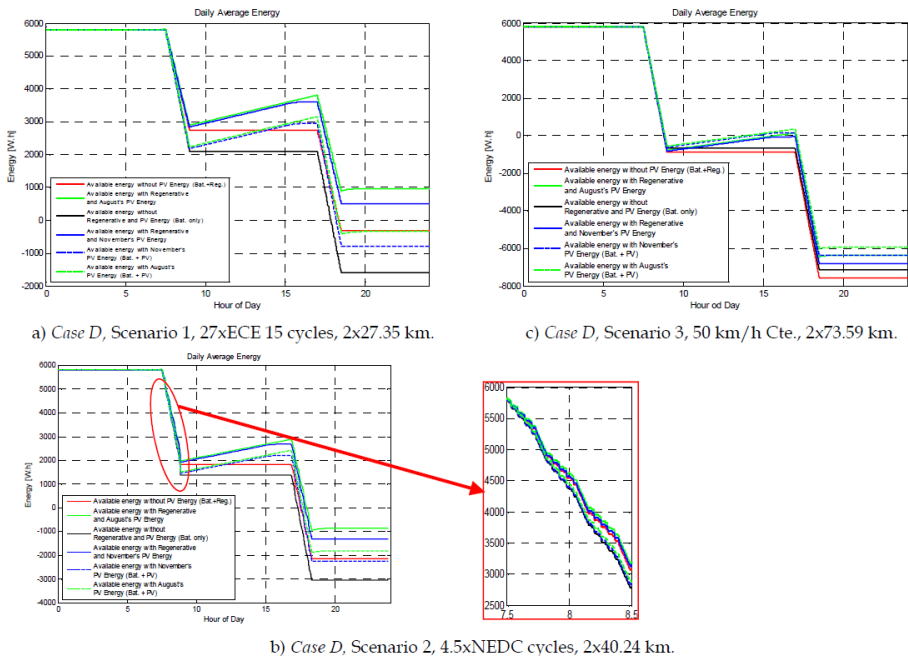 Daily Average Energy
Energy [W.h]
6000
5000
4000
3000
2000
1000
0
-1000
-2000
0 5 10 15 20
Hour of Day
Available energy without PV Energy (Bat.+Reg.)
Available energy with Regenerative
and August's PV Energy
Available energy without
Regenerative and PV Energy (Bat. only)
Available energy with Regenerative
and November's PV Energy
Available energy with November's
PV Energy (Bat. + PV)
Available energy with August's
PV Energy (Bat. + PV)
a) Case D, Scenario 1, 27xECE 15 cycles, 2x27.35 km.
Daily Average Energy
Energy [W.h]
6000
4000
2000
0
-2000
-4000
-6000
-8000
0 5 10 15 20
Hour od Day
Available energy without PV Energy (Bat.+Reg.)
Available energy with Regenerative
and August's PV Energy
Available energy without
Regenerative and PV Energy (Bat. only)
Available energy with Regenerative
and November's PV Energy
Available energy with November's
PV Energy (Bat. + PV)
Available energy with August's
PV Energy (Bat. + PV)
c) Case D, Scenario 3, 50 km/h Cte., 2x73.59 km.
Daily Average Energy
Energy [W.h]
6000
5000
4000
3000
2000
1000
0
-1000
-2000
-3000
-4000
0 5 10 15 20
Hour of Day
Available energy without PV Energy (Bat.+Reg.)
Available energy with Regenerative
and August's PV Energy
Available energy without
Regenerative and PV Energy (Bat. only)
Available energy with Regenerative
and November's PV Energy
Available energy with November's
PV Energy (Bat. + PV)
Available energy with August's
PV Energy (Bat. + PV)
6000
5500
5000
4500
4000
3500
3000
2500
7.5 8 8.5
b) Case D, Scenario 2, 4.5xNEDC cycles, 2x40.24 km.